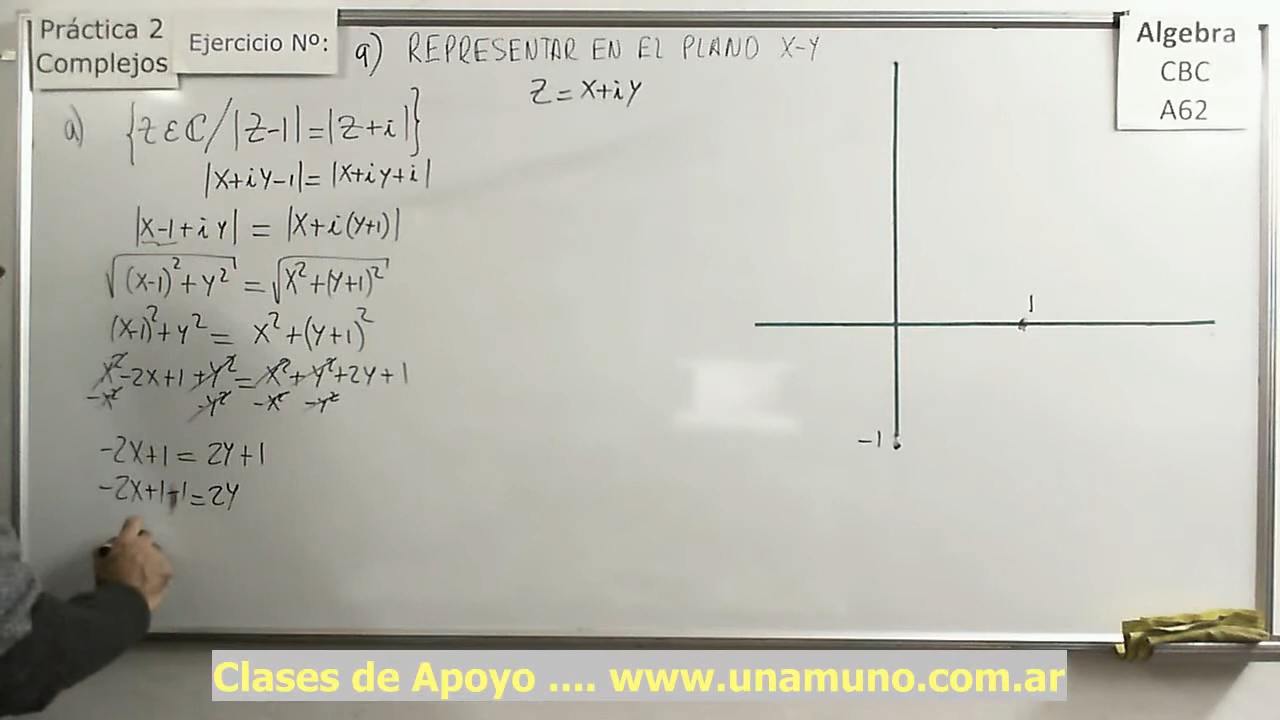 Práctica 2
Complejos
Ejercicio Nº:
a) REPRESENTAR EN EL PLANO X-Y
Z = X+iY
Algebra
CBC
A62
a) {Z ε ℂ / |Z-1| = |Z+i|}
|X+iY-1| = |X+iY+i|
|X-1+iY| = |X+i(Y+1)|
√((X-1)²+Y²) = √(X²+(Y+1)²)
(X-1)²+Y² = X²+(Y+1)²
X²-2X+1+Y² = X²+Y²+2Y+1
-X² -Y² -X² -Y²
-2X+1 = 2Y+1
-2X+1-1 = 2Y
1
-1
Clases de Apoyo .... www.unamuno.com.ar